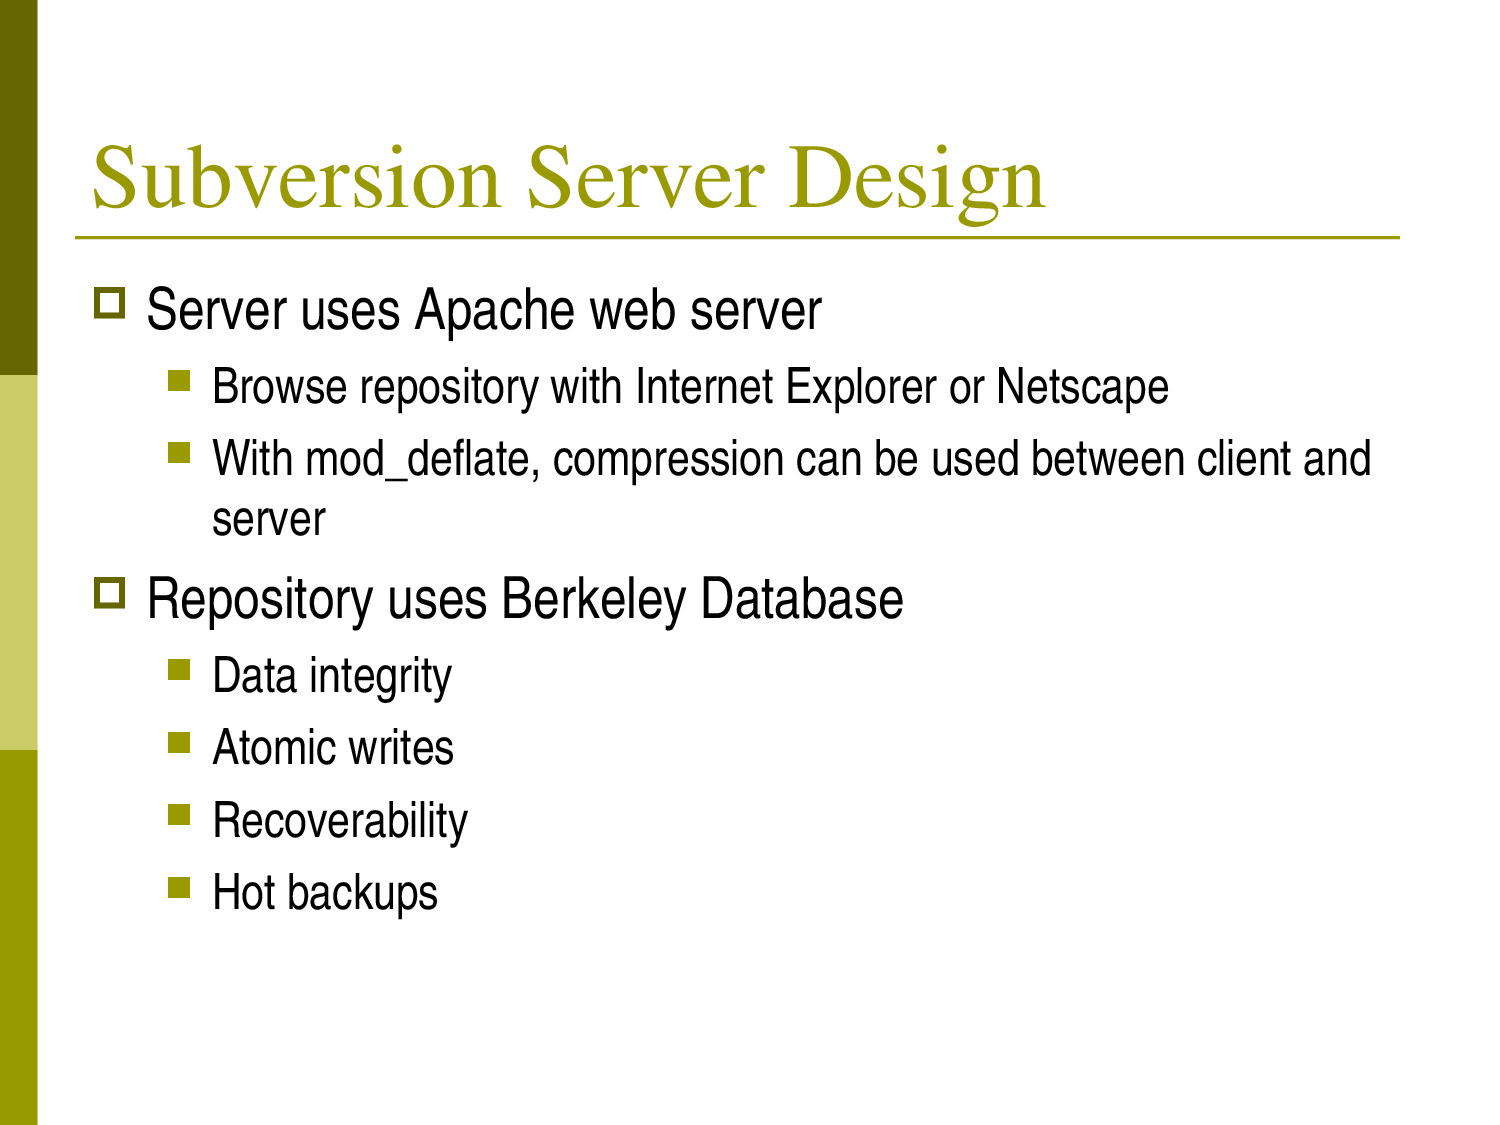 Subversion Server Design
Server uses Apache web server
Browse repository with Internet Explorer or Netscape
With mod_deflate, compression can be used between client and
server
Repository uses Berkeley Database
Data integrity
Atomic writes
Recoverability
Hot backups